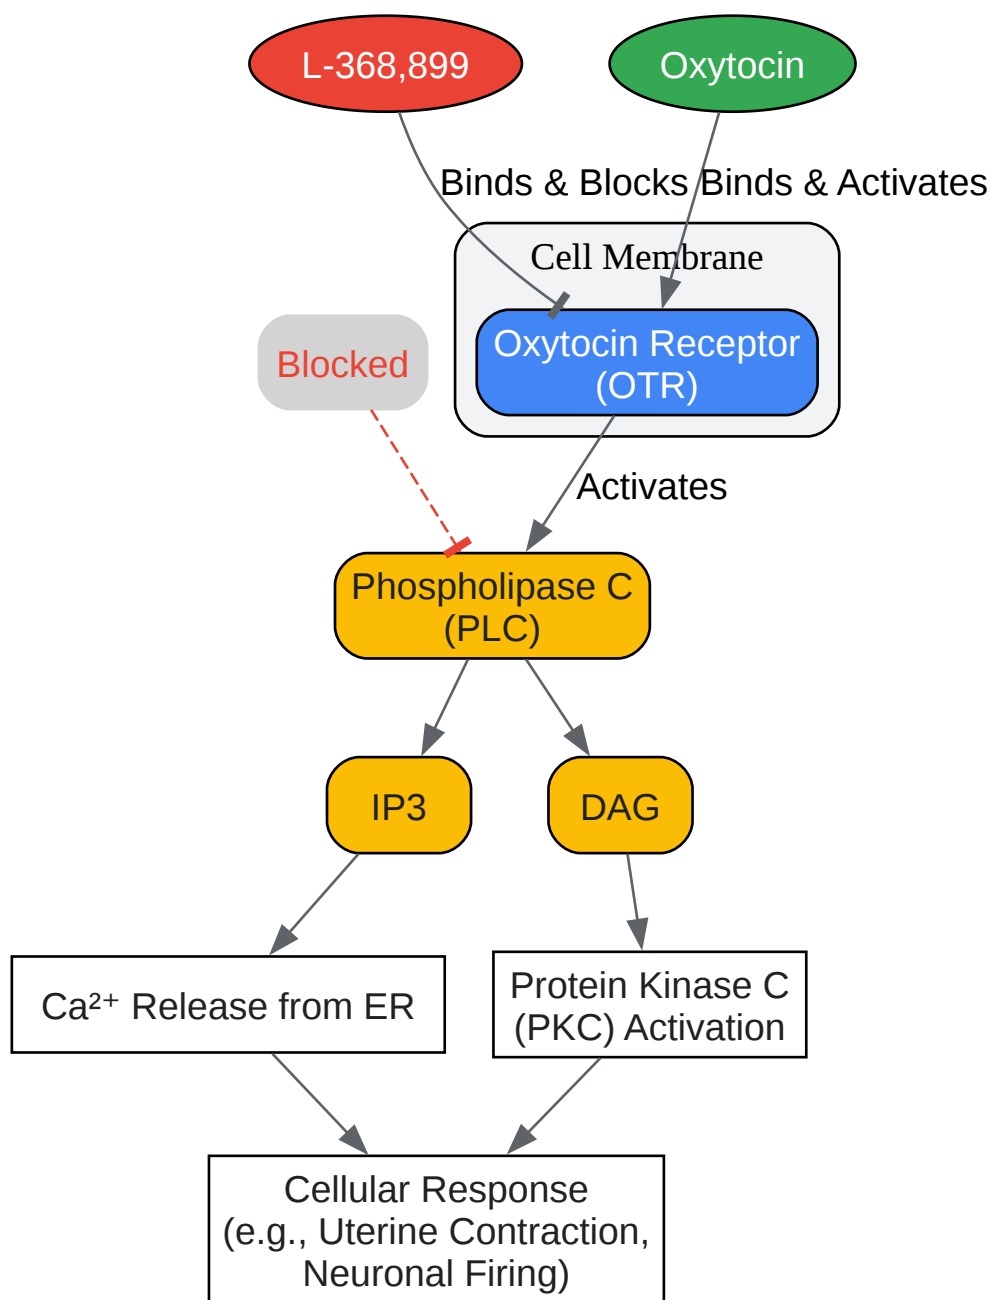 L-368,899
Oxytocin
Binds & Blocks
Binds & Activates
Cell Membrane
Oxytocin Receptor
(OTR)
Blocked
Activates
Phospholipase C
(PLC)
IP3
DAG
Ca²⁺ Release from ER
Protein Kinase C
(PKC) Activation
Cellular Response
(e.g., Uterine Contraction,
Neuronal Firing)